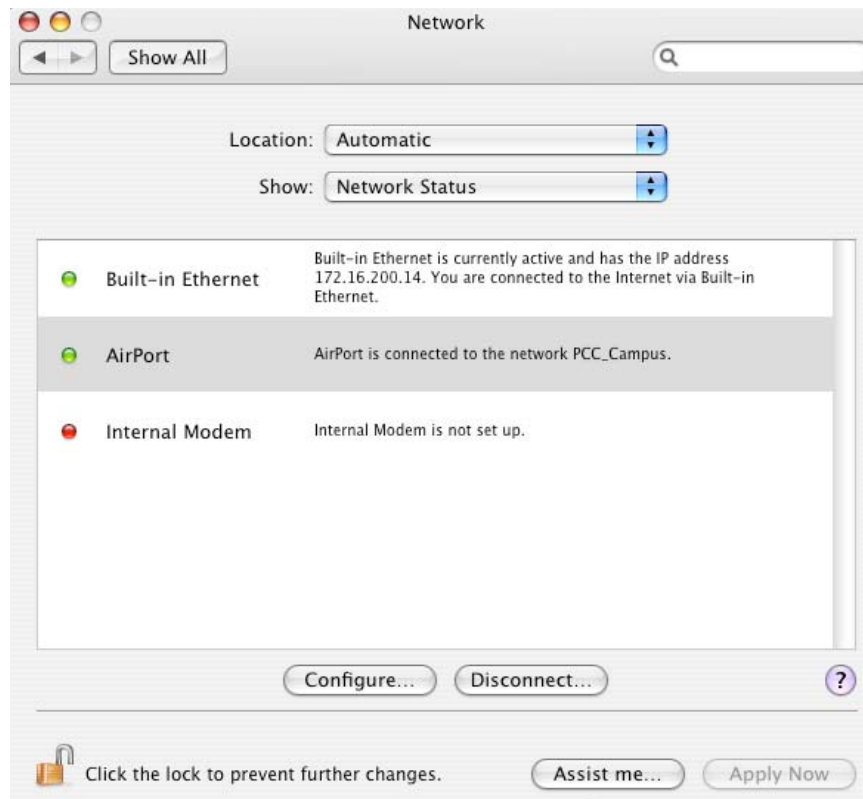 Network
Show All
Location: Automatic
Show: Network Status
Built-in Ethernet
Built-in Ethernet is currently active and has the IP address
172.16.200.14. You are connected to the Internet via Built-in
Ethernet.
AirPort
AirPort is connected to the network PCC_Campus.
Internal Modem
Internal Modem is not set up.
Configure...
Disconnect...
?
Click the lock to prevent further changes.
Assist me...
Apply Now